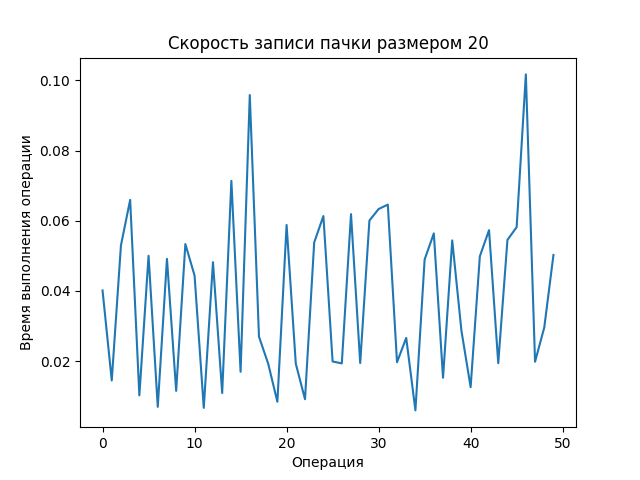 Скорость записи пачки размером 20
Время выполнения операции
0.10
0.08
0.06
0.04
0.02
0 10 20 30 40 50
Операция